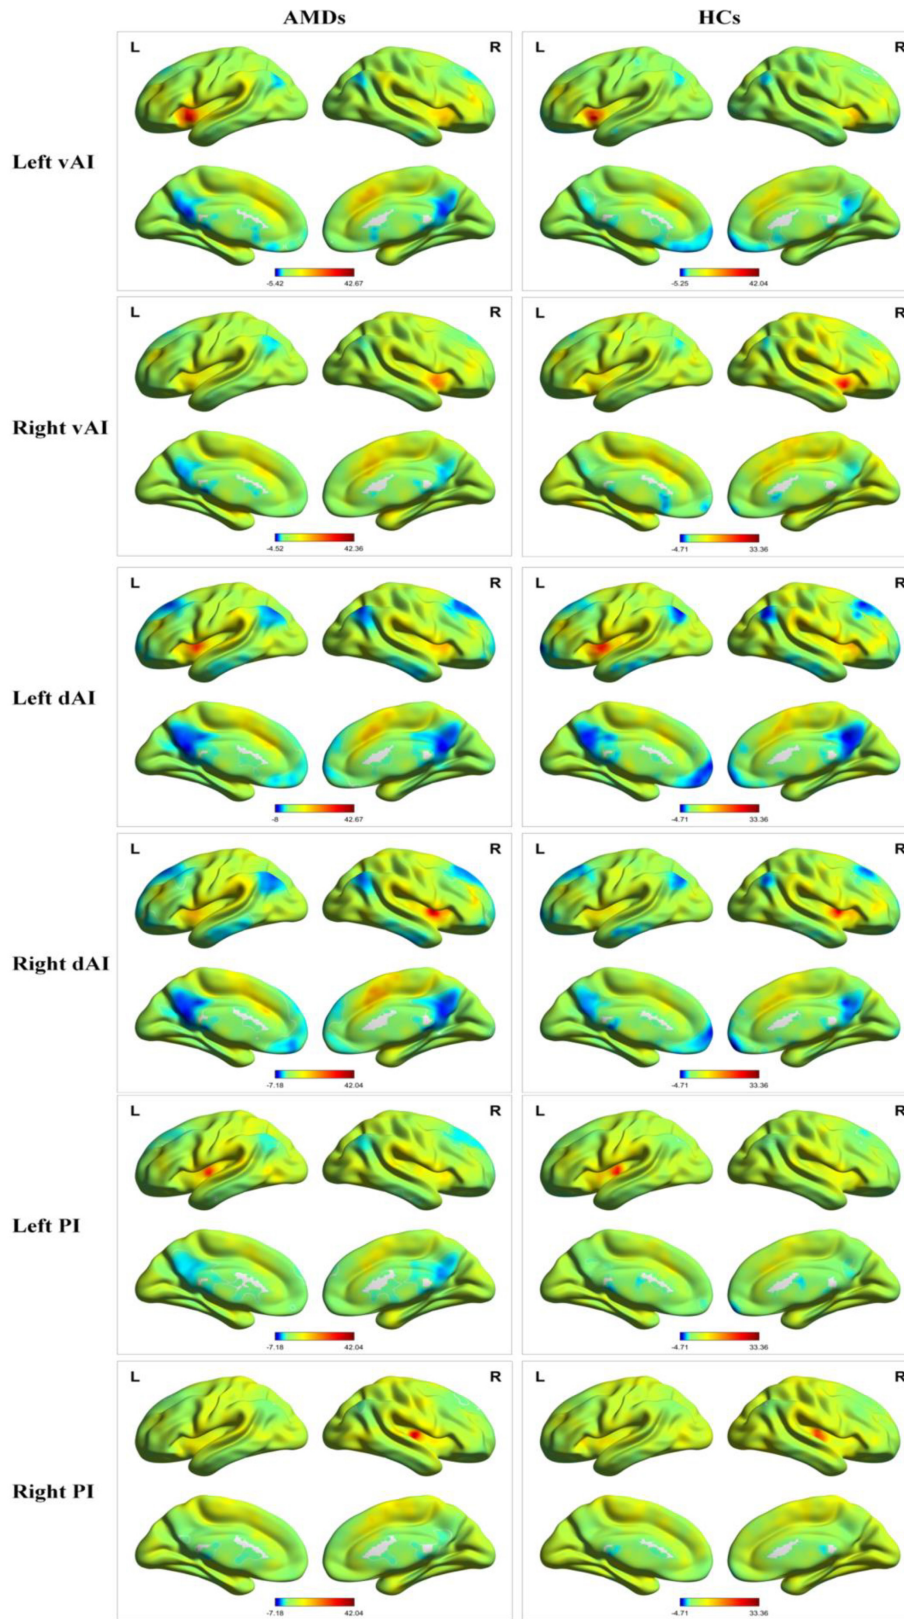 AMDs HCs
L R L R
Left vAI
-5.42 42.67 -5.25 42.04
L R L R
Right vAI
-4.52 42.36 -4.71 33.36
L R L R
Left dAI
-8 42.67 -4.71 33.36
L R L R
Right dAI
-7.18 42.04 -4.71 33.36
L R L R
Left PI
-7.18 42.04 -4.71 33.36
L R L R
Right PI
-7.18 42.04 -4.71 33.36